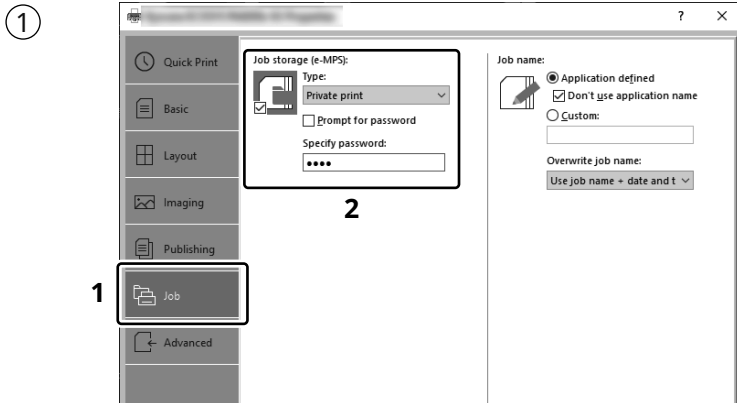 ①
Properties
? ×
Quick Print
Basic
Layout
Imaging
Publishing
1
Job
Advanced
Job storage (e-MPS):
Type:
Private print
Prompt for password
Specify password:
••••
2
Job name:
Application defined
Don't use application name
Custom:
Overwrite job name:
Use job name + date and t